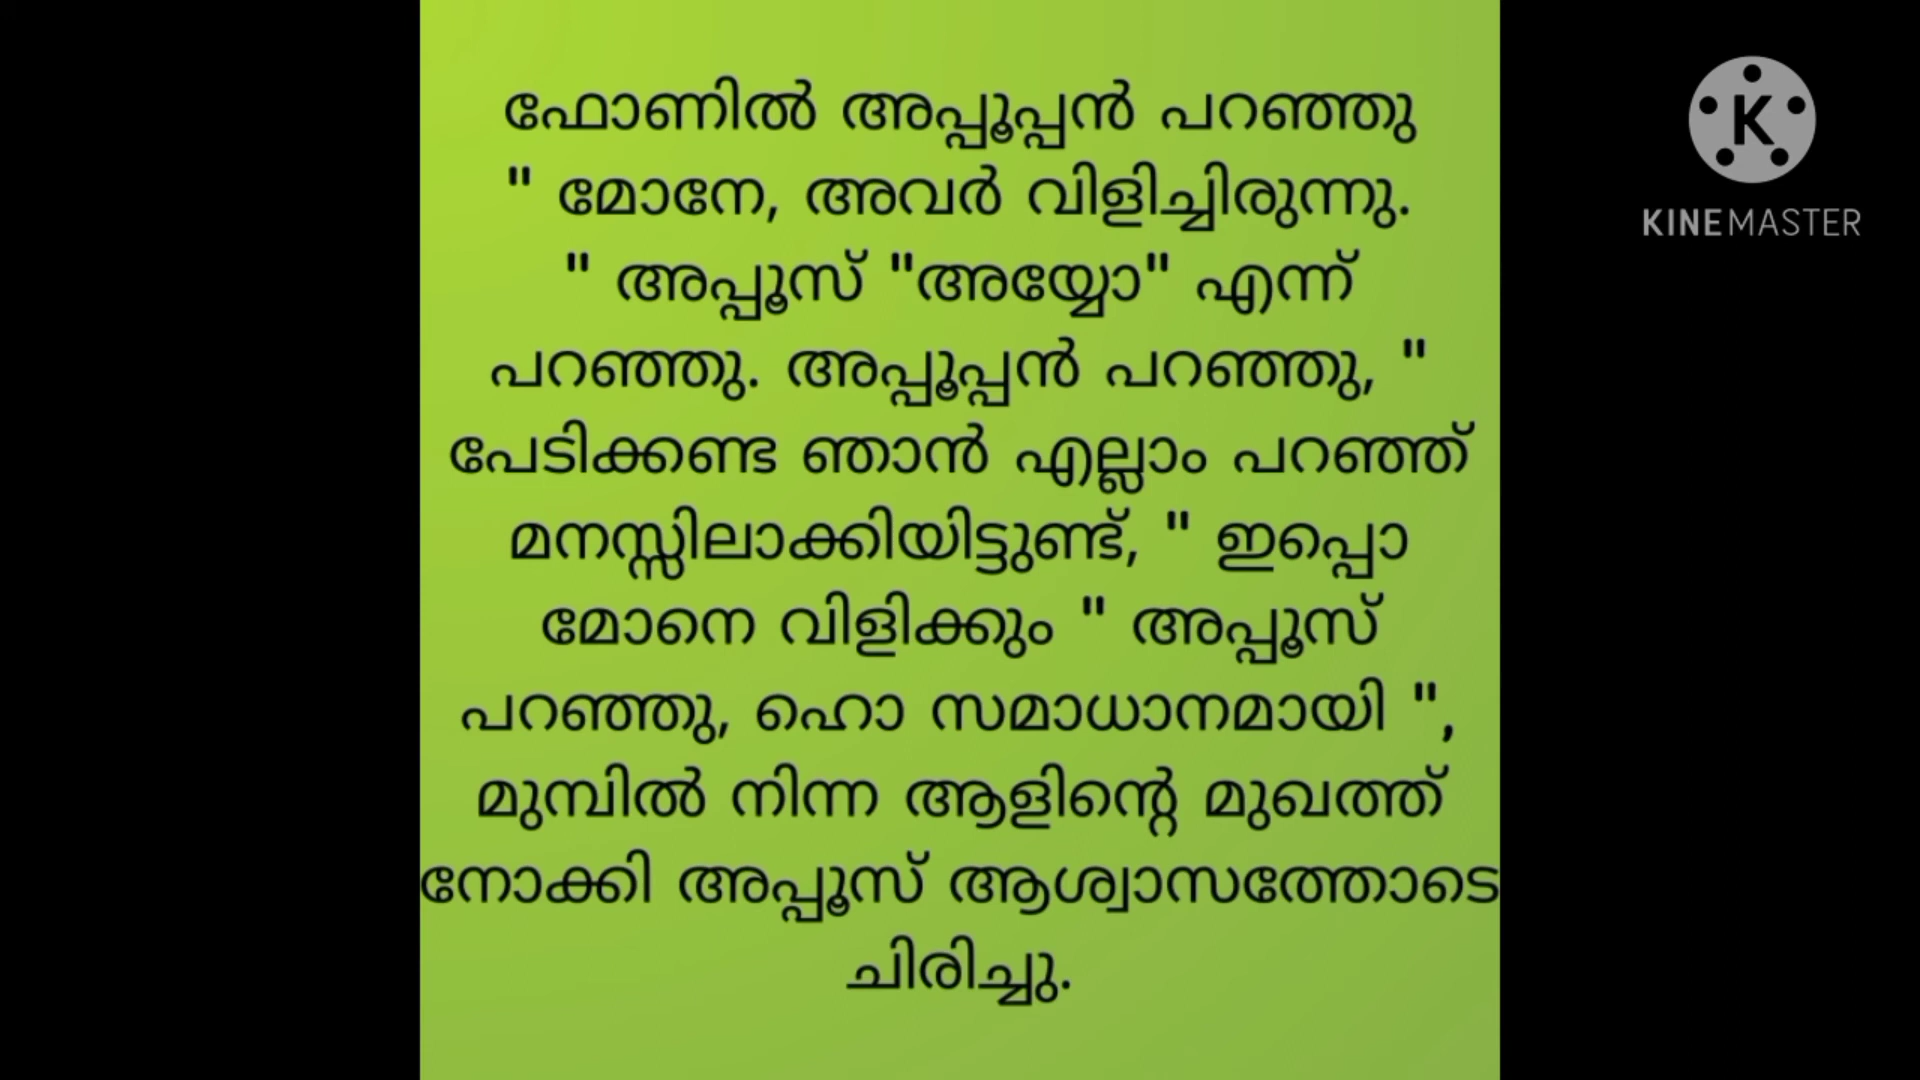 ഫോണിൽ അപ്പൂപ്പൻ പറഞ്ഞു
" മോനേ, അവർ വിളിച്ചിരുന്നു.
" അപ്പൂസ് "അയ്യോ" എന്ന്
പറഞ്ഞു. അപ്പൂപ്പൻ പറഞ്ഞു, "
പേടിക്കണ്ട ഞാൻ എല്ലാം പറഞ്ഞ്
മനസ്സിലാക്കിയിട്ടുണ്ട്, " ഇപ്പൊ
മോനെ വിളിക്കും " അപ്പൂസ്
പറഞ്ഞു, ഹൊ സമാധാനമായി ",
മുമ്പിൽ നിന്ന ആളിന്റെ മുഖത്ത്
നോക്കി അപ്പൂസ് ആശ്വാസത്തോടെ
ചിരിച്ചു.
K
KINEMASTER